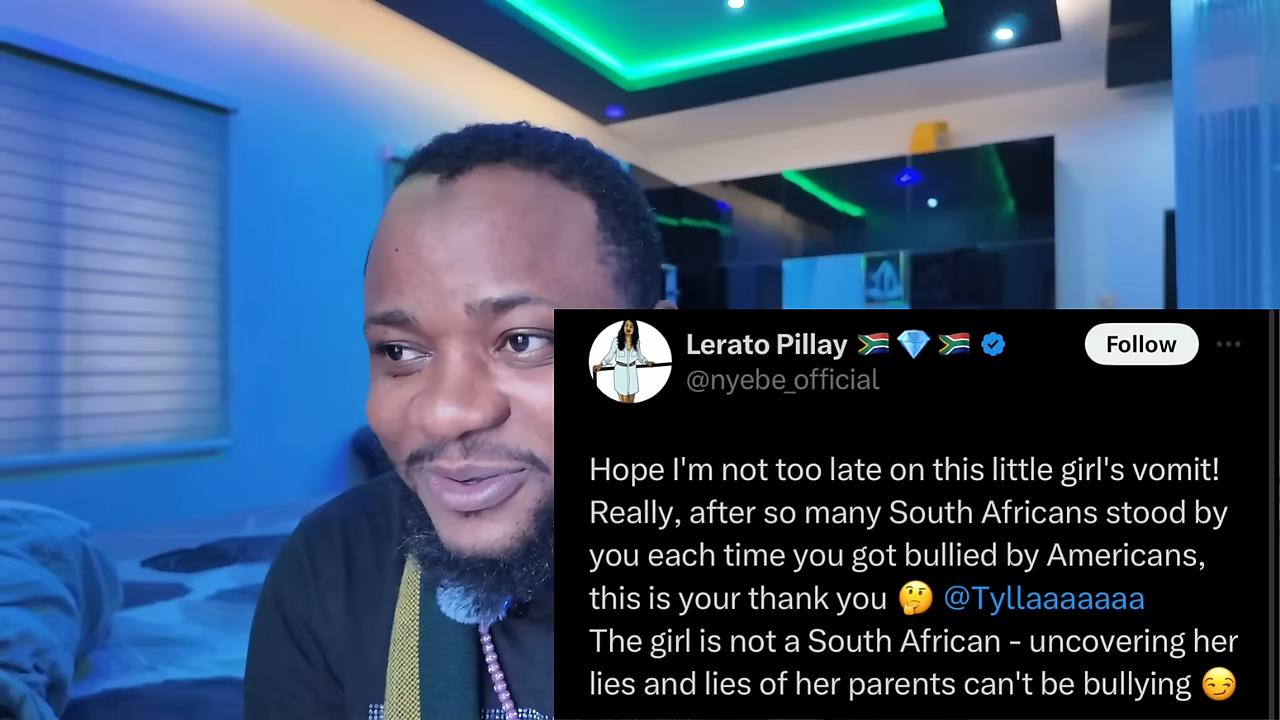 Lerato Pillay 🇿🇦💎🇿🇦
Follow
@nyebe_official
Hope I'm not too late on this little girl's vomit!
Really, after so many South Africans stood by
you each time you got bullied by Americans,
this is your thank you 🤔 @Tyllaaaaaaa
The girl is not a South African - uncovering her
lies and lies of her parents can't be bullying 😏